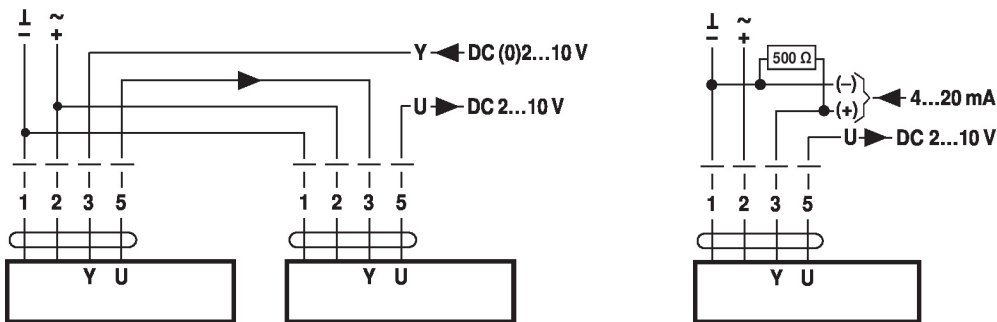 ⊥ ~
– +
Y DC (0)2...10 V
U DC 2...10 V
1 2 3 5
1 2 3 5
Y U
Y U
⊥ ~
– +
500 Ω
(–)
(+)
4...20 mA
U DC 2...10 V
1 2 3 5
Y U